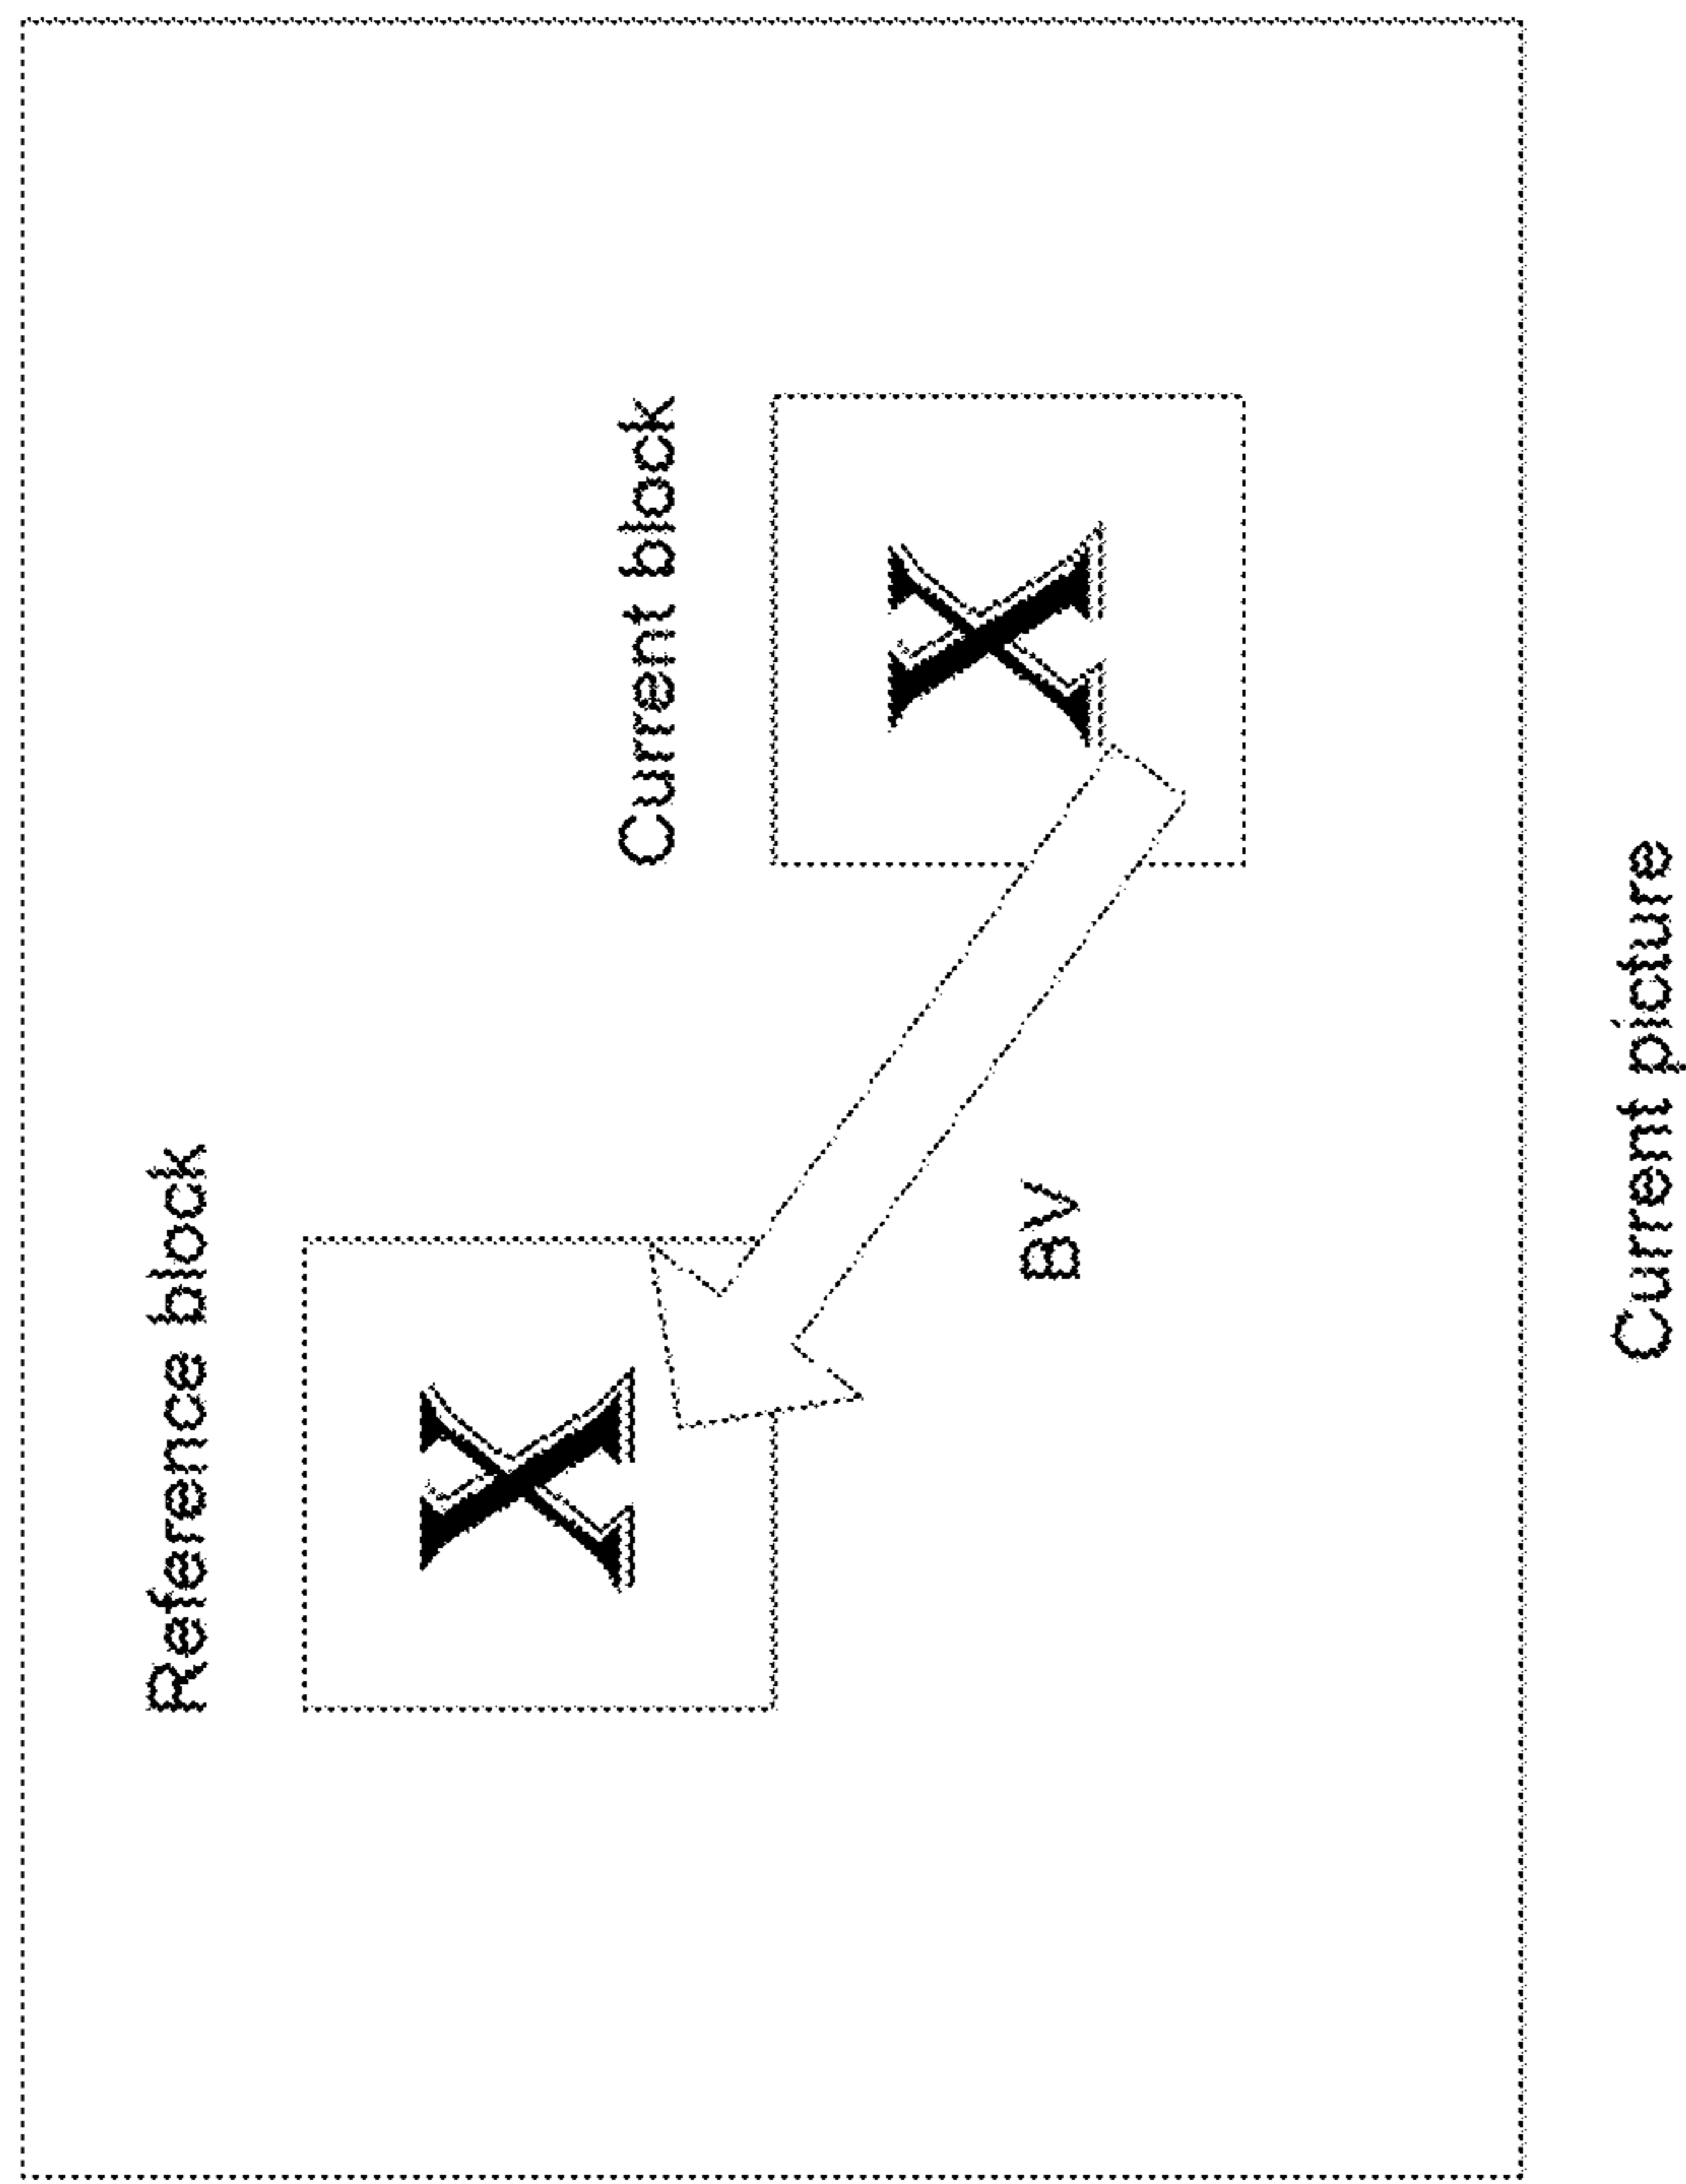 Reference block
X
Current block
X
BV
Current picture